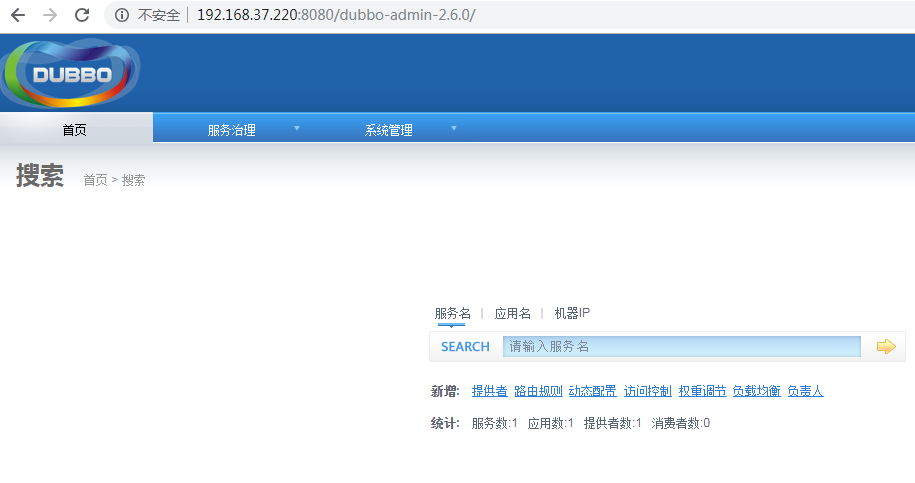 不安全 192.168.37.220:8080/dubbo-admin-2.6.0/
DUBBO
首页 服务治理 系统管理
搜索 首页 > 搜索
服务名 | 应用名 | 机器IP
SEARCH 请输入服务名
新增: 提供者 路由规则 动态配置 访问控制 权重调节 负载均衡 负责人
统计: 服务数:1 应用数:1 提供者数:1 消费者数:0